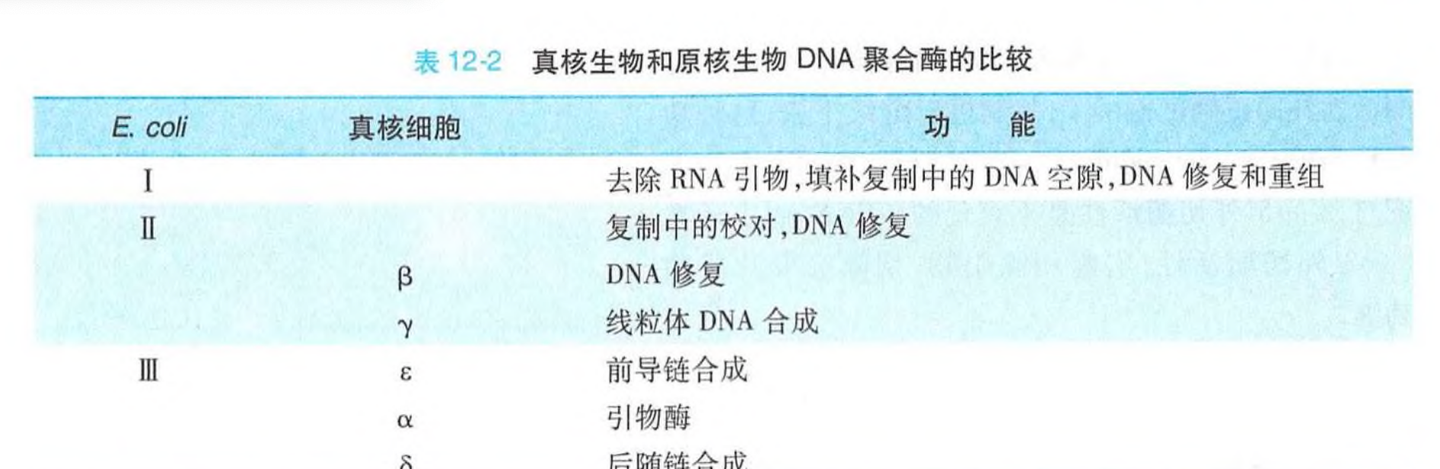 表 12-2 真核生物和原核生物 DNA 聚合酶的比较
E. coli 真核细胞 功 能
Ⅰ 去除 RNA 引物,填补复制中的 DNA 空隙,DNA 修复和重组
Ⅱ 复制中的校对,DNA 修复
β DNA 修复
γ 线粒体 DNA 合成
Ⅲ ε 前导链合成
α 引物酶
δ 后随链合成